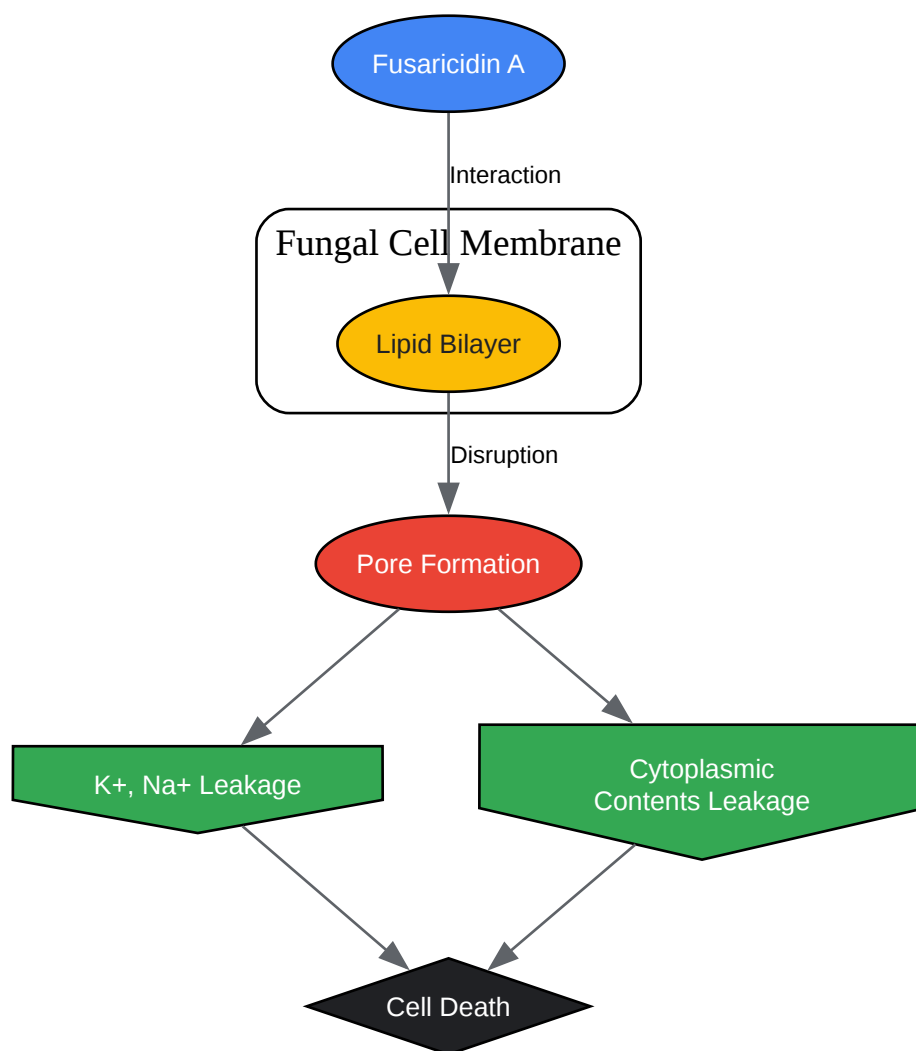 Fusaricidin A
Interaction
Fungal Cell Membrane
Lipid Bilayer
Disruption
Pore Formation
K+, Na+ Leakage
Cytoplasmic
Contents Leakage
Cell Death